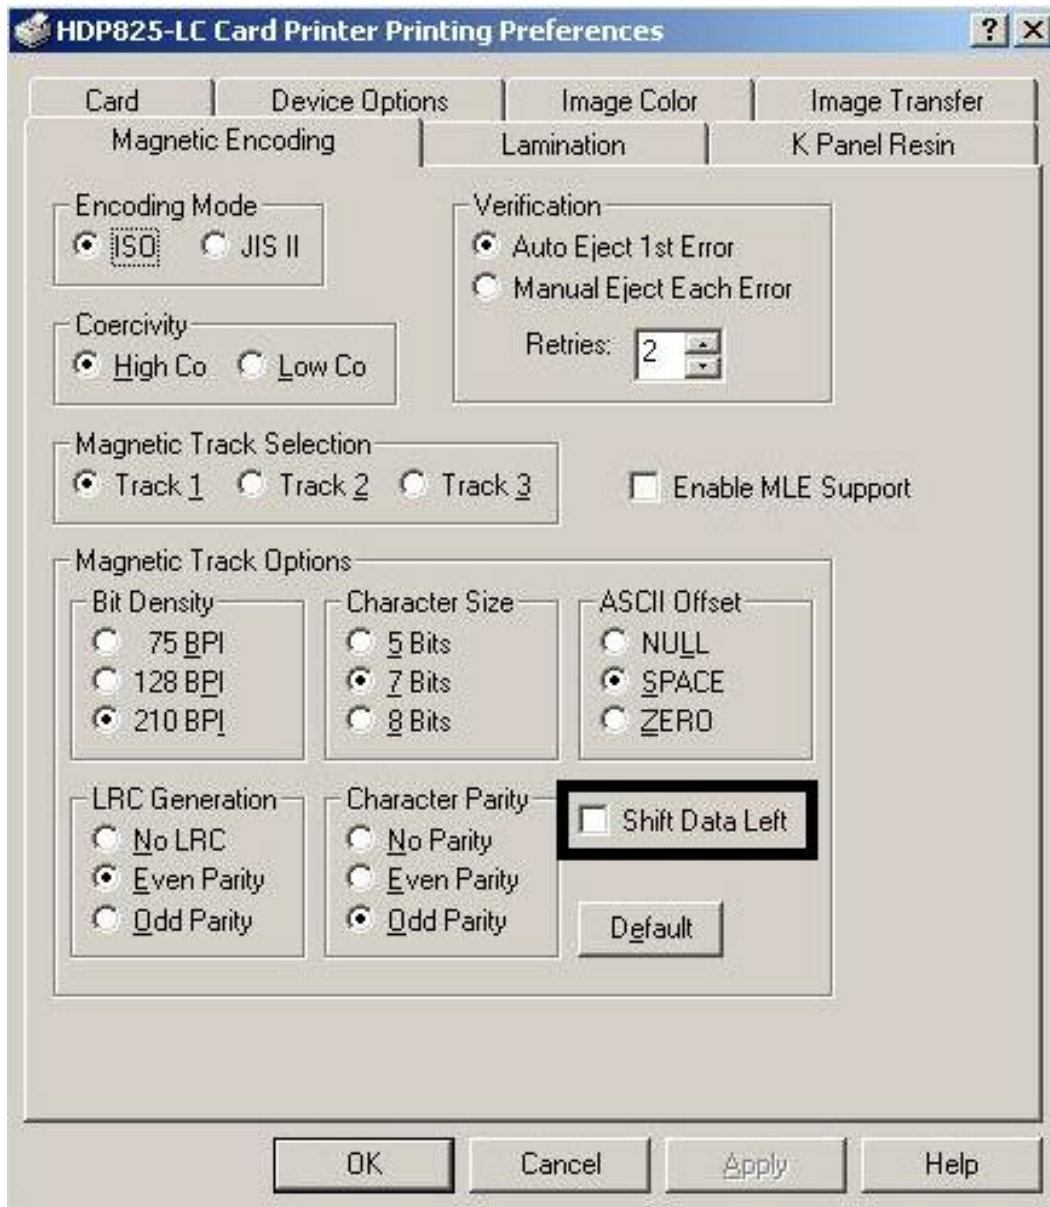 HDP825-LC Card Printer Printing Preferences
Card Device Options Image Color Image Transfer
Magnetic Encoding Lamination K Panel Resin
Encoding Mode
ISO JIS II
Verification
Auto Eject 1st Error
Manual Eject Each Error
Retries: 2
Coercivity
High Co Low Co
Magnetic Track Selection
Track 1 Track 2 Track 3
Enable MLE Support
Magnetic Track Options
Bit Density
75 BPI
128 BPI
210 BPI
Character Size
5 Bits
7 Bits
8 Bits
ASCII Offset
NULL
SPACE
ZERO
LRC Generation
No LRC
Even Parity
Odd Parity
Character Parity
No Parity
Even Parity
Odd Parity
Shift Data Left
Default
OK Cancel Apply Help